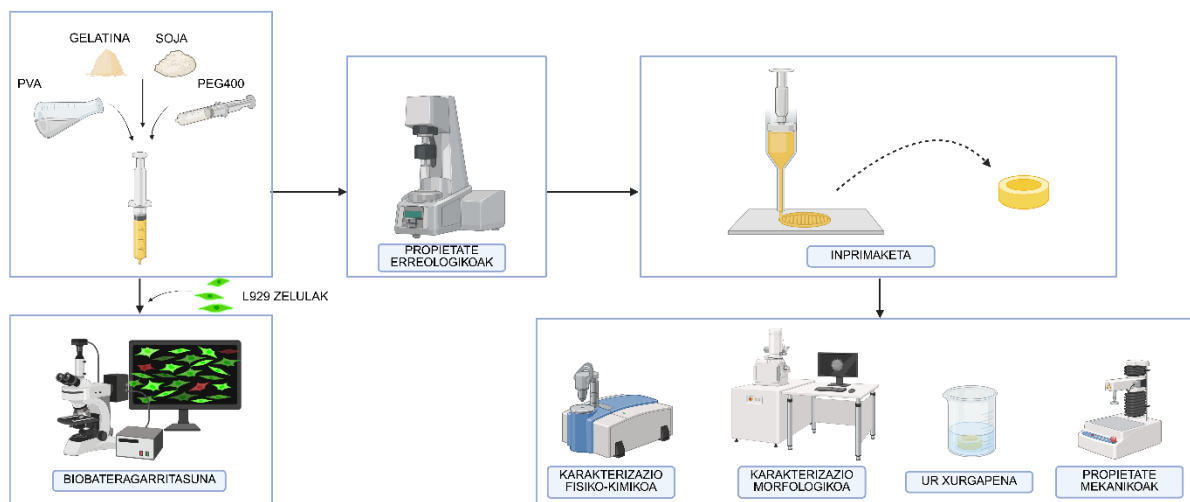 GELATINA
SOJA
PVA
PEG400
PROPIETATE
ERREOLOGIKOAK
INPRIMAKETA
L929 ZELULAK
BIOBATERAGARRITASUNA
KARAKTERIZAZIO
FISIKO-KIMIKOA
KARAKTERIZAZIO
MORFOLOGIKOA
UR XURGAPENA
PROPIETATE
MEKANIKOAK